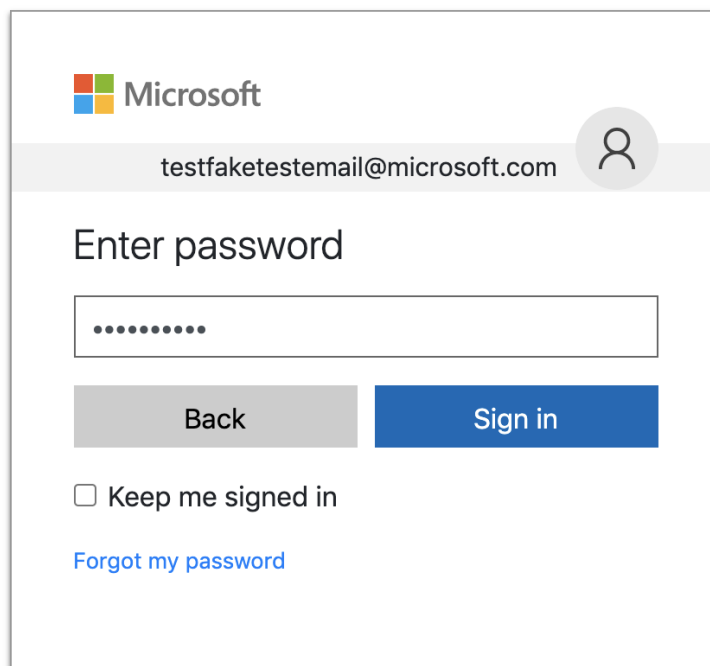 Microsoft
testfaketestemail@microsoft.com
Enter password
••••••••••
Back Sign in
Keep me signed in
Forgot my password